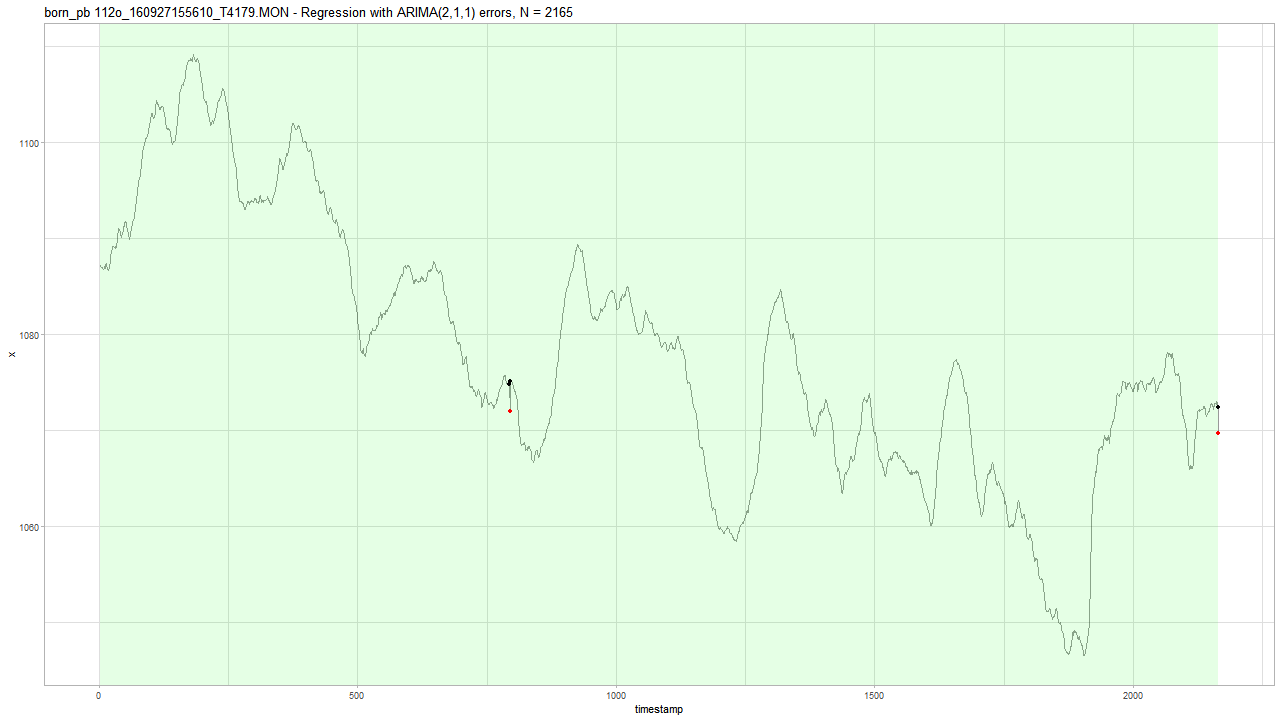 born_pb 112o_160927155610_T4179.MON - Regression with ARIMA(2,1,1) errors, N = 2165
1100
1080
x
1060
0 500 1000 1500 2000
timestamp